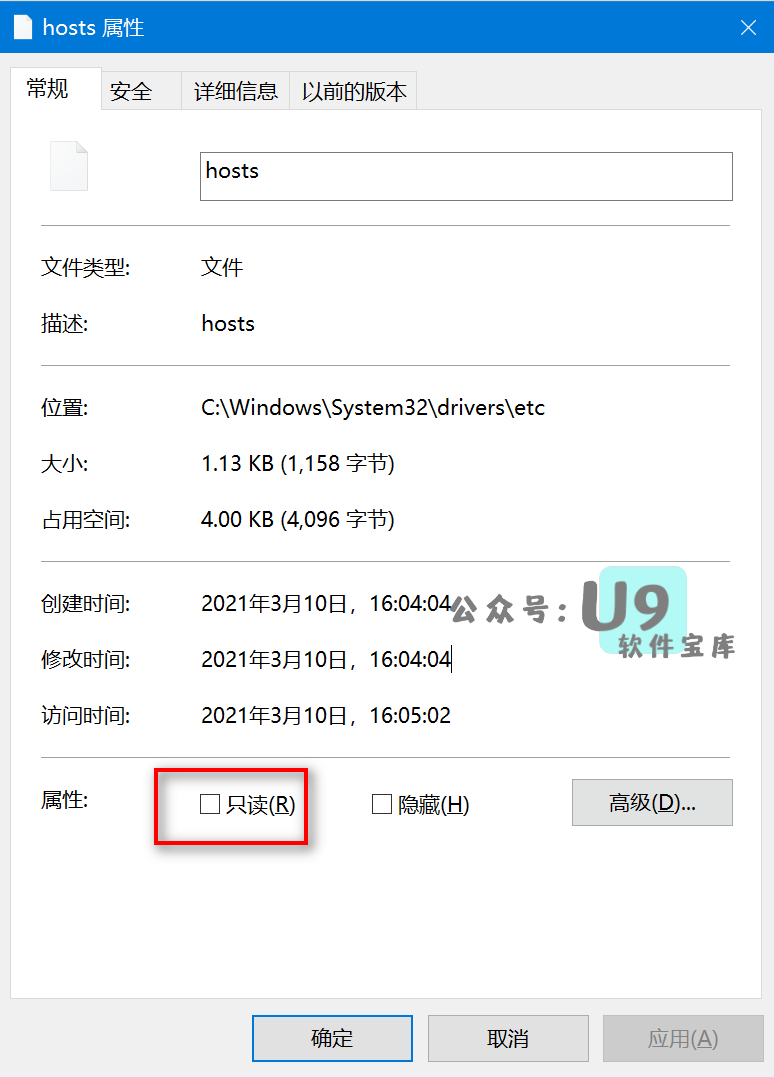 hosts 属性
常规 安全 详细信息 以前的版本
hosts
文件类型: 文件
描述: hosts
位置: C:\Windows\System32\drivers\etc
大小: 1.13 KB (1,158 字节)
占用空间: 4.00 KB (4,096 字节)
创建时间: 2021年3月10日，16:04:04
公众号: U9
软件宝库
修改时间: 2021年3月10日，16:04:04
访问时间: 2021年3月10日，16:05:02
属性: 只读(R) 隐藏(H) 高级(D)...
确定 取消 应用(A)